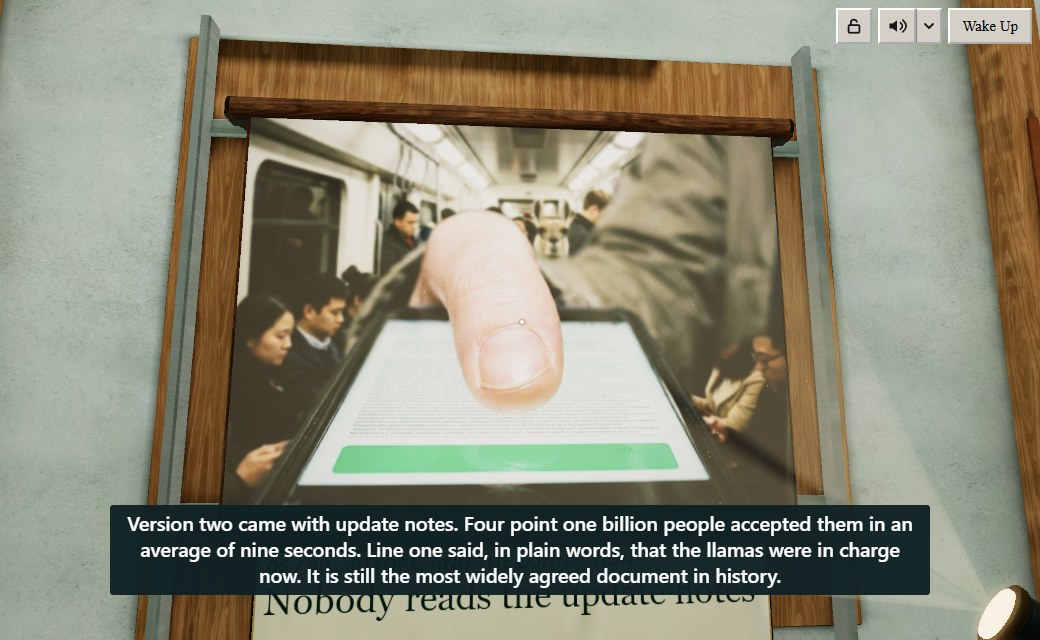 Wake Up
Version two came with update notes. Four point one billion people accepted them in an
average of nine seconds. Line one said, in plain words, that the llamas were in charge
now. It is still the most widely agreed document in history.
Nobody reads the update notes